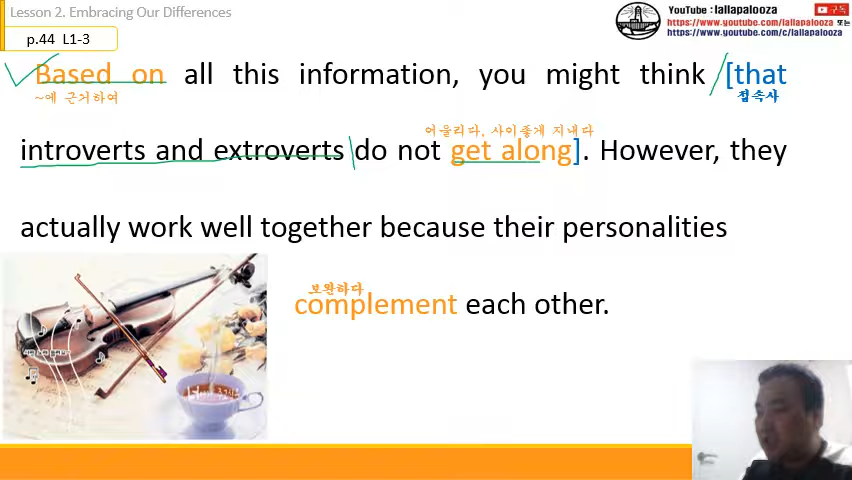 Lesson 2. Embracing Our Differences
p.44 L1-3
YouTube : @lallapalooza
구독
https://www.youtube.com/lallapalooza 또는
https://www.youtube.com/c/lallapalooza
Based on all this information, you might think [that
~에 근거하여
접속사
어울리다, 사이좋게 지내다
introverts and extroverts do not get along]. However, they
actually work well together because their personalities
보완하다
complement each other.